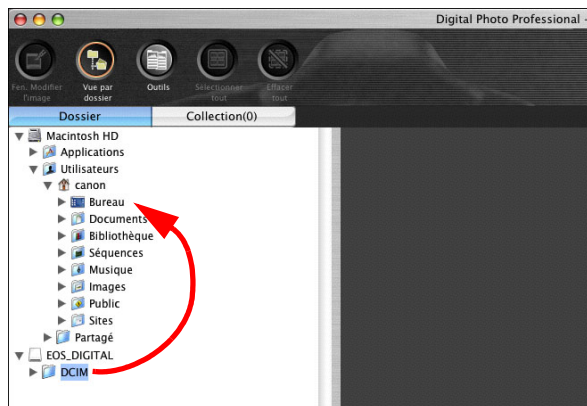 Digital Photo Professional -
Fen. Modifier l'image
Vue par dossier
Outils
Sélectionner tout
Effacer tout
Dossier
Collection(0)
Macintosh HD
Applications
Utilisateurs
canon
Bureau
Documents
Bibliothèque
Séquences
Musique
Images
Public
Sites
Partagé
EOS_DIGITAL
DCIM